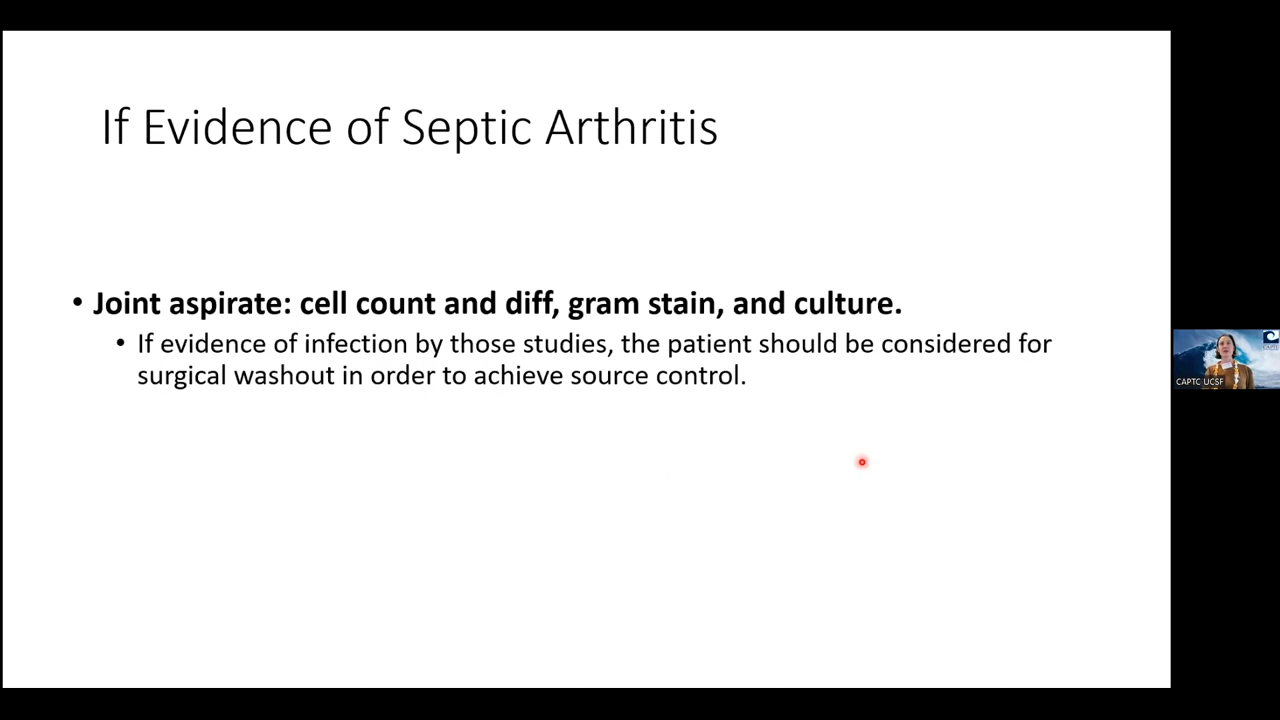 If Evidence of Septic Arthritis
• Joint aspirate: cell count and diff, gram stain, and culture.
• If evidence of infection by those studies, the patient should be considered for
surgical washout in order to achieve source control.
CAPTC UCSF